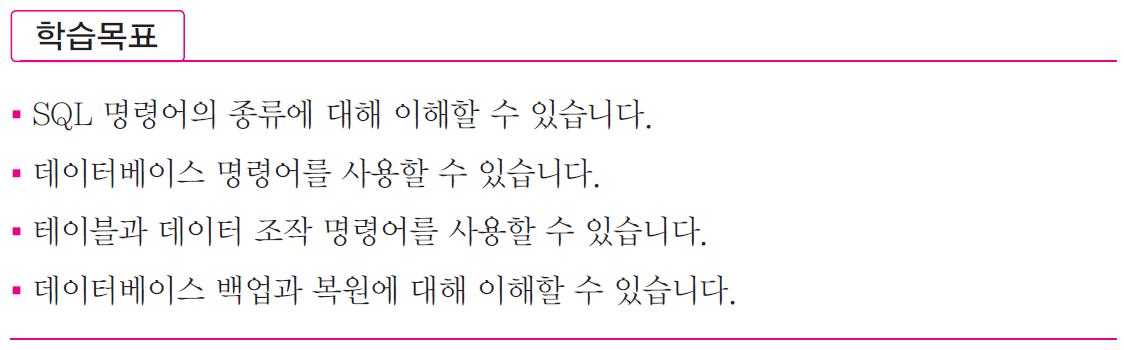 학습목표
▪ SQL 명령어의 종류에 대해 이해할 수 있습니다.
▪ 데이터베이스 명령어를 사용할 수 있습니다.
▪ 테이블과 데이터 조작 명령어를 사용할 수 있습니다.
▪ 데이터베이스 백업과 복원에 대해 이해할 수 있습니다.